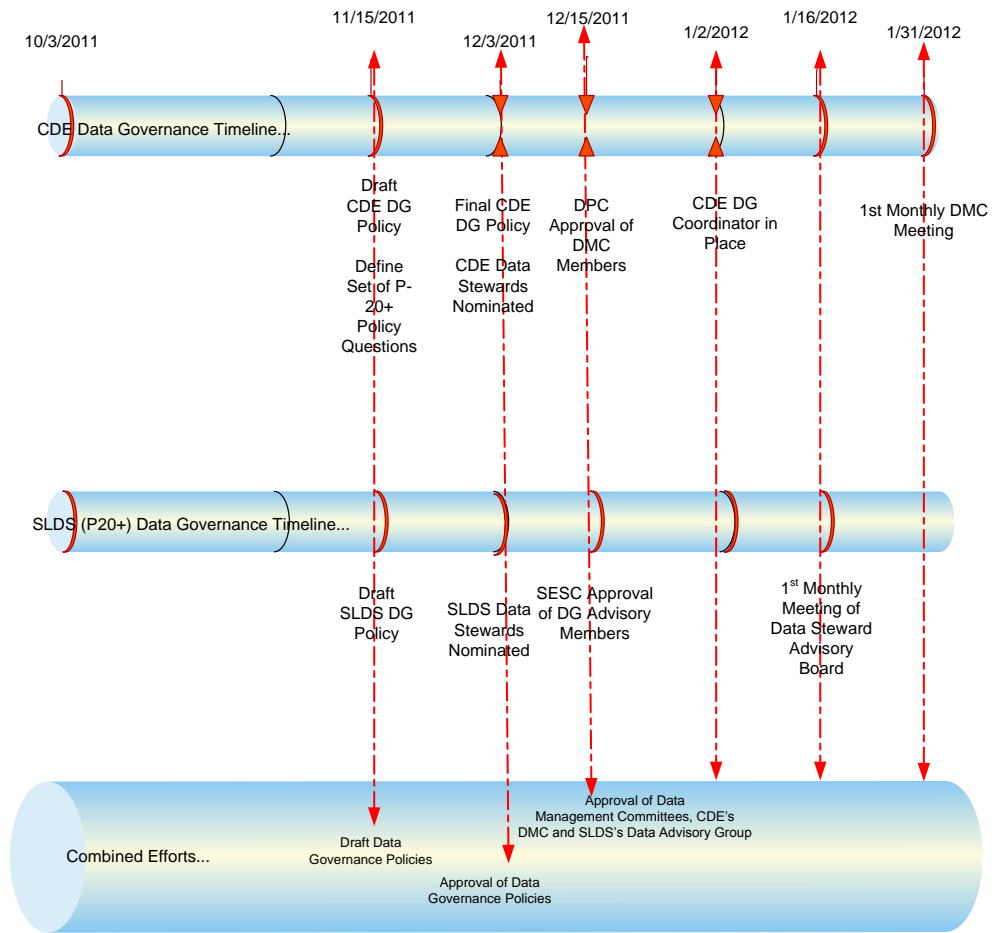 11/15/2011
12/15/2011
1/16/2012
10/3/2011
12/3/2011
1/2/2012
1/31/2012
CDE Data Governance Timeline...
Draft
CDE DG
Policy
Define
Set of P-
20+
Policy
Questions
Final CDE
DG Policy
CDE Data
Stewards
Nominated
DPC
Approval of
DMC
Members
CDE DG
Coordinator in
Place
1st Monthly DMC
Meeting
SLDS (P20+) Data Governance Timeline...
Draft
SLDS DG
Policy
SLDS Data
Stewards
Nominated
SESC Approval
of DG Advisory
Members
1st Monthly
Meeting of
Data Steward
Advisory
Board
Combined Efforts...
Draft Data
Governance Policies
Approval of Data
Governance Policies
Approval of Data
Management Committees, CDE's
DMC and SLDS's Data Advisory Group